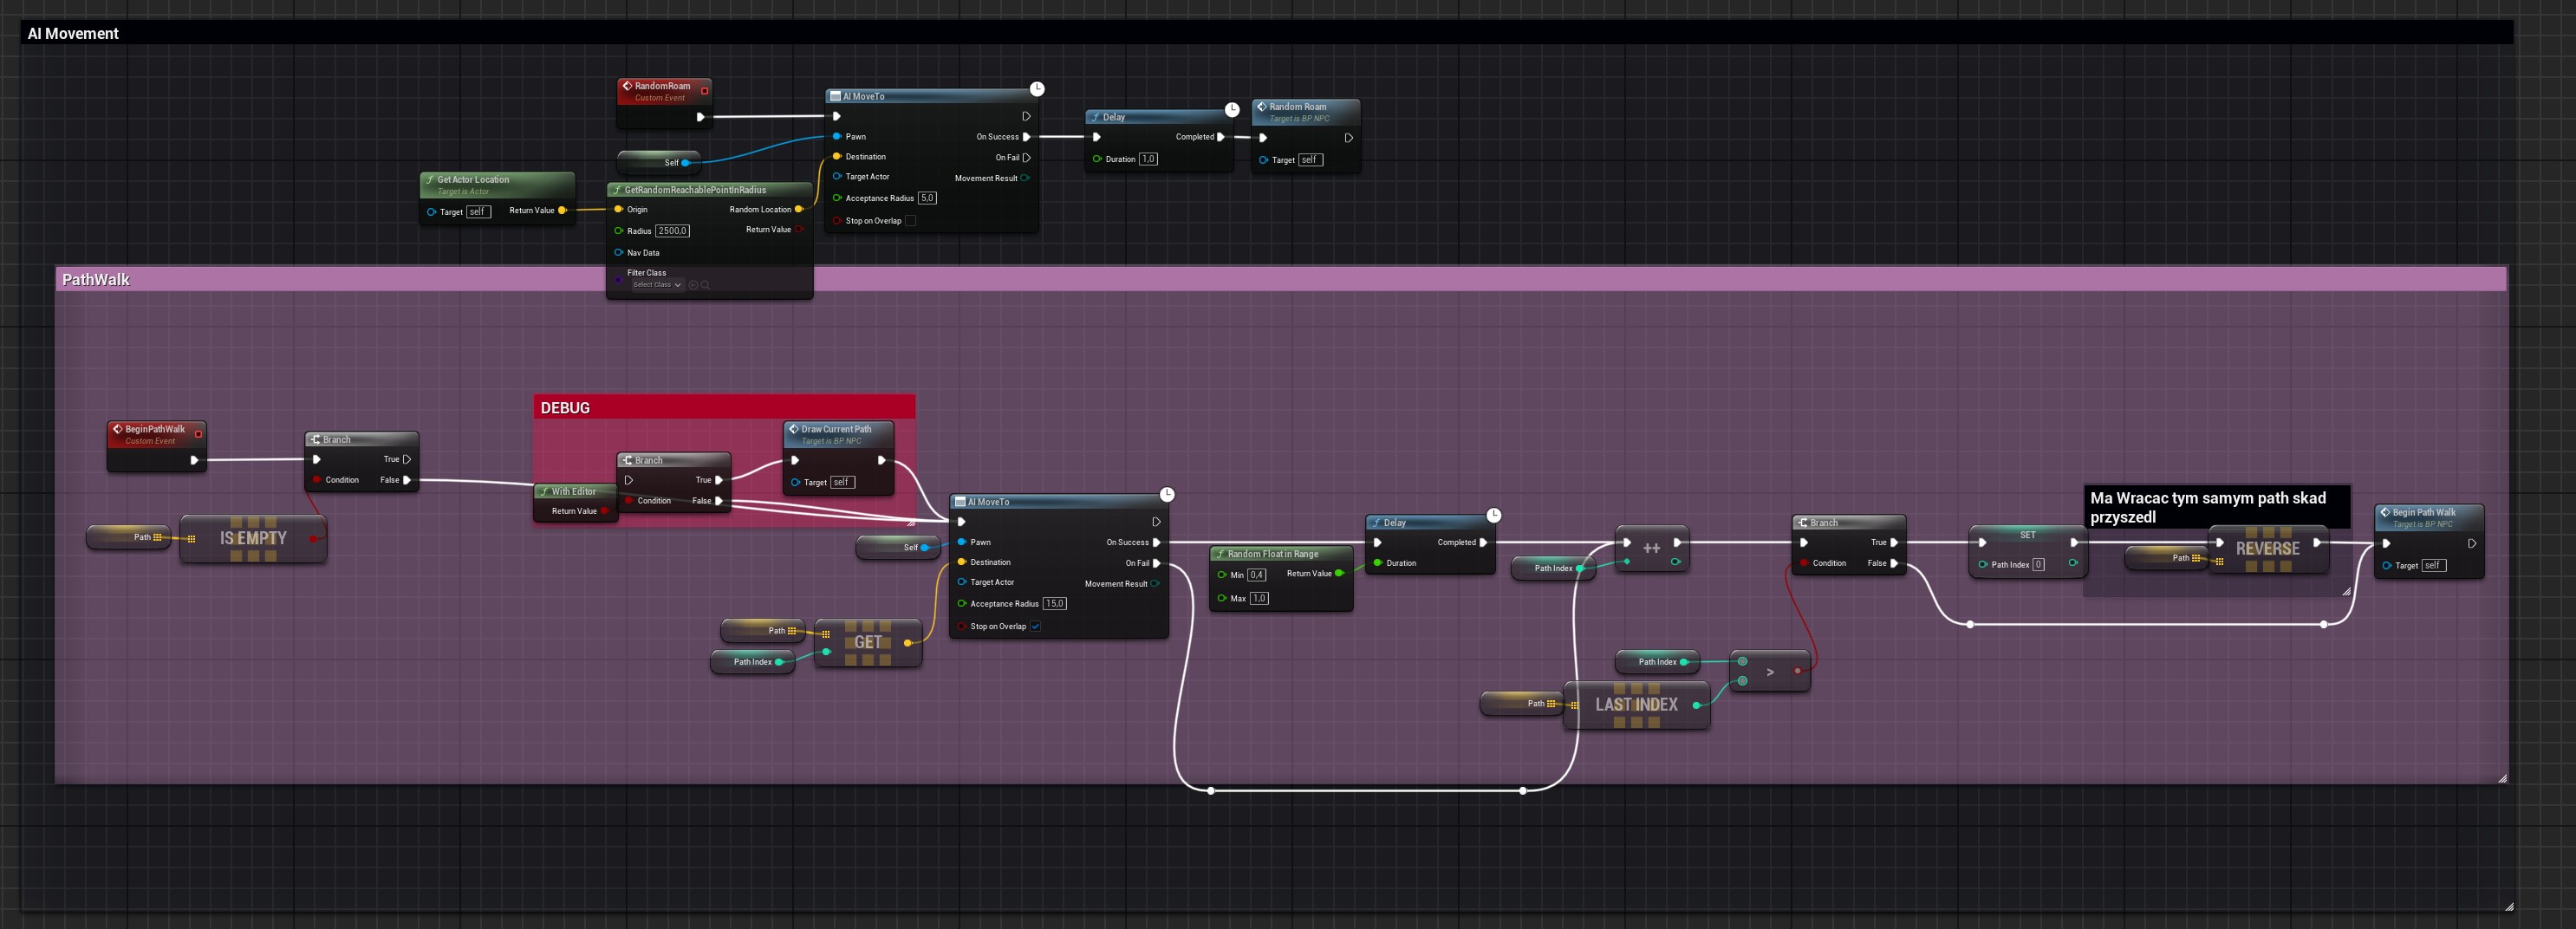 AI Movement
RandomRoam
Custom Event
AI MoveTo
Pawn
On Success
Destination
On Fail
Target Actor
Movement Result
Acceptance Radius 5,0
Stop on Overlap
Delay
Completed
Duration 1,0
Random Roam
Target is BP NPC
Target self
Self
Get Actor Location
Target is Actor
Target self
Return Value
GetRandomReachablePointInRadius
Origin
Random Location
Radius 2500,0
Return Value
Nav Data
Filter Class
Select Class
PathWalk
BeginPathWalk
Custom Event
Branch
True
Condition
False
Path
IS EMPTY
DEBUG
With Editor
Return Value
Branch
True
Condition
False
Draw Current Path
Target is BP NPC
Target self
Self
Path
Path Index
GET
AI MoveTo
Pawn
On Success
Destination
On Fail
Target Actor
Movement Result
Acceptance Radius 15,0
Stop on Overlap
Random Float in Range
Min 0,4
Return Value
Max 1,0
Delay
Completed
Duration
Path Index
++
Path Index
Path
LAST INDEX
>
Branch
True
Condition
False
SET
Path Index 0
Ma Wracac tym samym path skad
przyszedl
Path
REVERSE
Begin Path Walk
Target is BP NPC
Target self